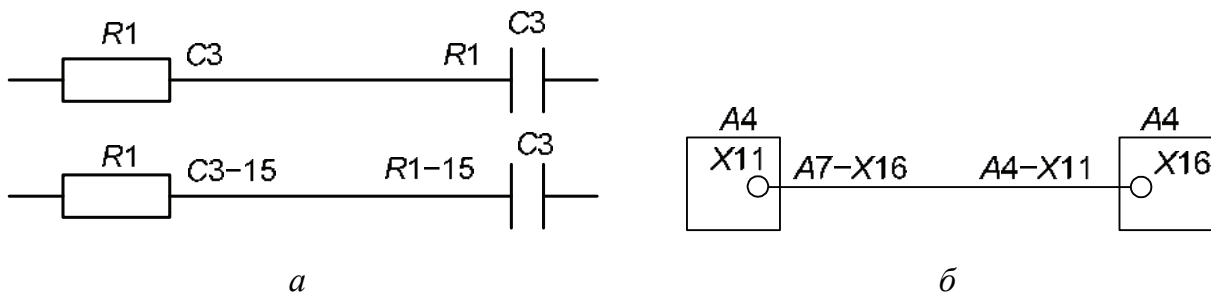 R1 C3 R1 C3
R1 C3–15 R1–15 C3
A4 A4
X11 A7–X16 A4–X11 X16
а б